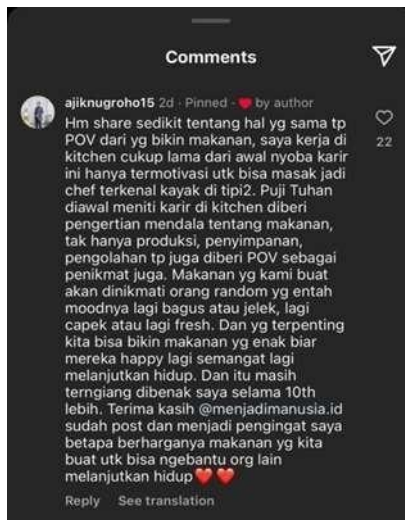 Comments
ajiknugroho15 2d · Pinned · ❤ by author
Hm share sedikit tentang hal yg sama tp
POV dari yg bikin makanan, saya kerja di
kitchen cukup lama dari awal nyoba karir
ini hanya termotivasi utk bisa masak jadi
chef terkenal kayak di tipi2. Puji Tuhan
diawal meniti karir di kitchen diberi
pengertian mendala tentang makanan,
tak hanya produksi, penyimpanan,
pengolahan tp juga diberi POV sebagai
penikmat juga. Makanan yg kami buat
akan dinikmati orang random yg entah
moodnya lagi bagus atau jelek, lagi
capek atau lagi fresh. Dan yg terpenting
kita bisa bikin makanan yg enak biar
mereka happy lagi semangat lagi
melanjutkan hidup. Dan itu masih
terngiang dibenak saya selama 10th
lebih. Terima kasih @menjadimanusia.id
sudah post dan menjadi pengingat saya
betapa berharganya makanan yg kita
buat utk bisa ngebantu org lain
melanjutkan hidup❤️❤️
Reply See translation
22